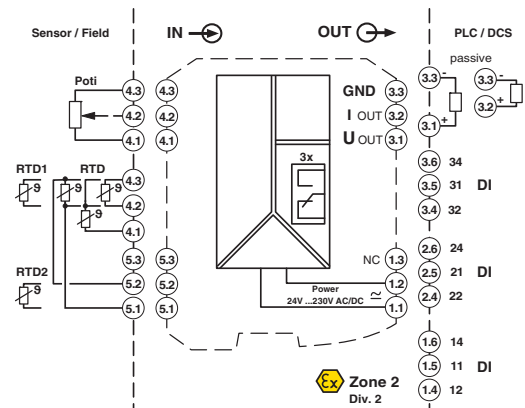 Sensor / Field
IN
OUT
PLC / DCS
passive
Poti
4.3
4.2
4.1
4.3
4.2
4.1
GND 3.3
I OUT 3.2
U OUT 3.1
3.3 -
3.1 +
3.3 -
3.2 +
3x
RTD1
RTD
ϑ
ϑ
ϑ
ϑ
4.3
4.2
4.1
3.6 34
3.5 31 DI
3.4 32
RTD2
ϑ
5.3
5.2
5.1
5.3
5.2
5.1
NC 1.3
1.2
1.1
Power
24V ...230V AC/DC
2.6 24
2.5 21 DI
2.4 22
1.6 14
1.5 11 DI
1.4 12
Ex Zone 2
Div. 2